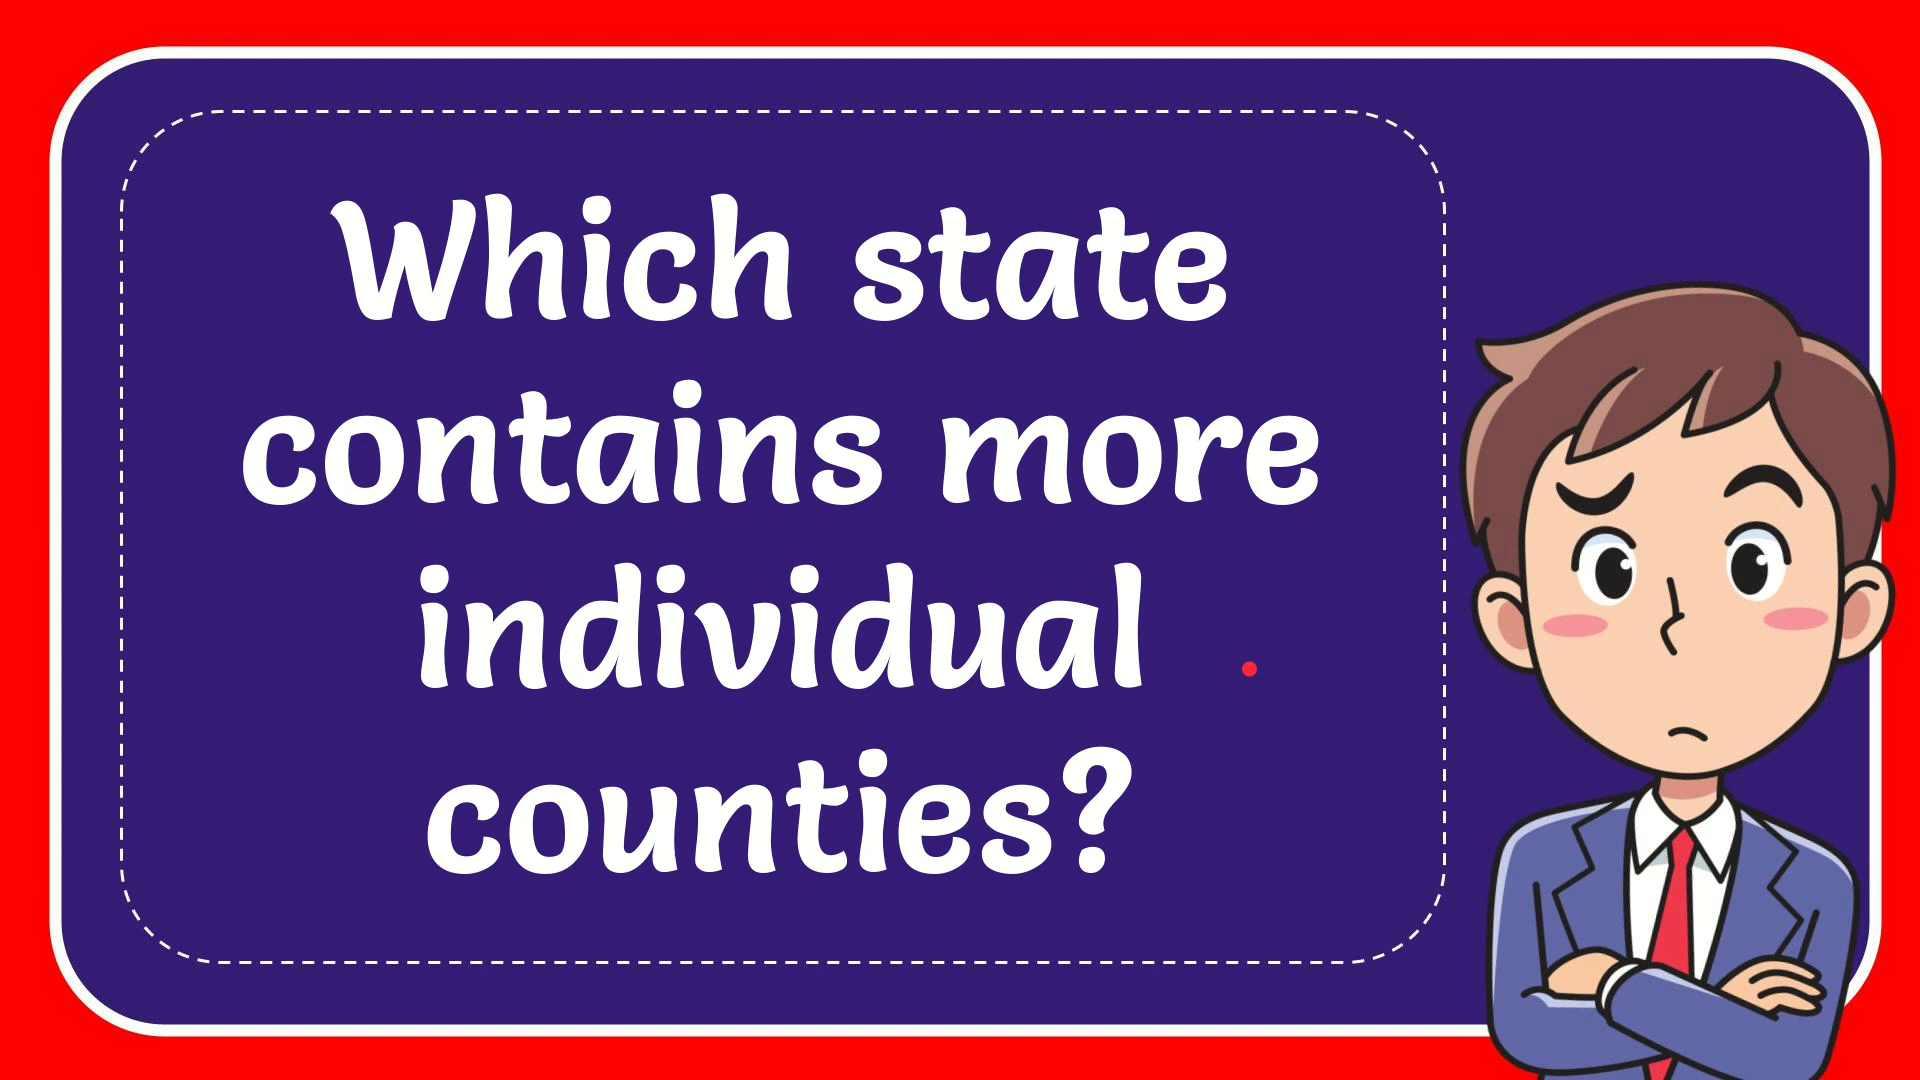 Which state
contains more
individual
counties?